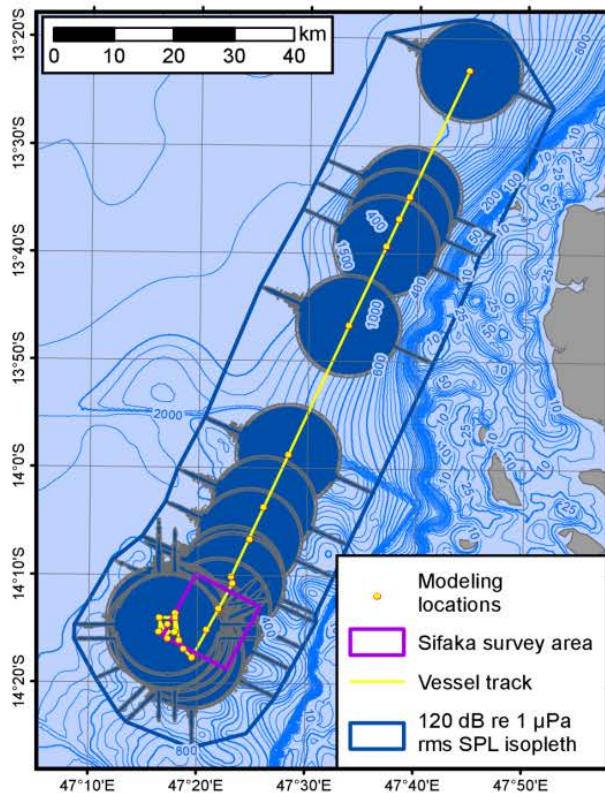 km
0 10 20 30 40
13°20'S
13°30'S
13°40'S
13°50'S
14°0'S
14°10'S
14°20'S
800
10
25
200
100
50
10
400
1500
1000
400
600
2000
400
800
Modeling
locations
Sifaka survey area
Vessel track
120 dB re 1 µPa
rms SPL isopleth
47°10'E 47°20'E 47°30'E 47°40'E 47°50'E